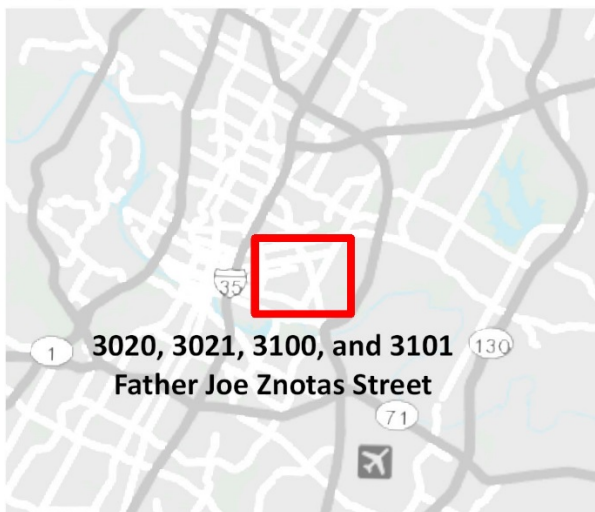 35
3020, 3021, 3100, and 3101
Father Joe Znotas Street
1
130
71